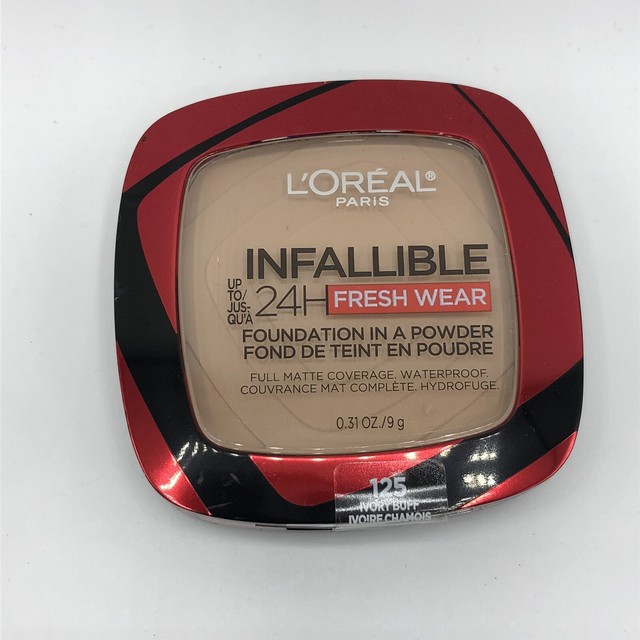 L'ORÉAL®
PARIS
INFALLIBLE
UP TO/ JUS- QU'À 24H FRESH WEAR
FOUNDATION IN A POWDER
FOND DE TEINT EN POUDRE
FULL MATTE COVERAGE. WATERPROOF.
COUVRANCE MAT COMPLÈTE. HYDROFUGE.
0.31 OZ./9 g
125
IVORY BUFF
IVOIRE CHAMOIS